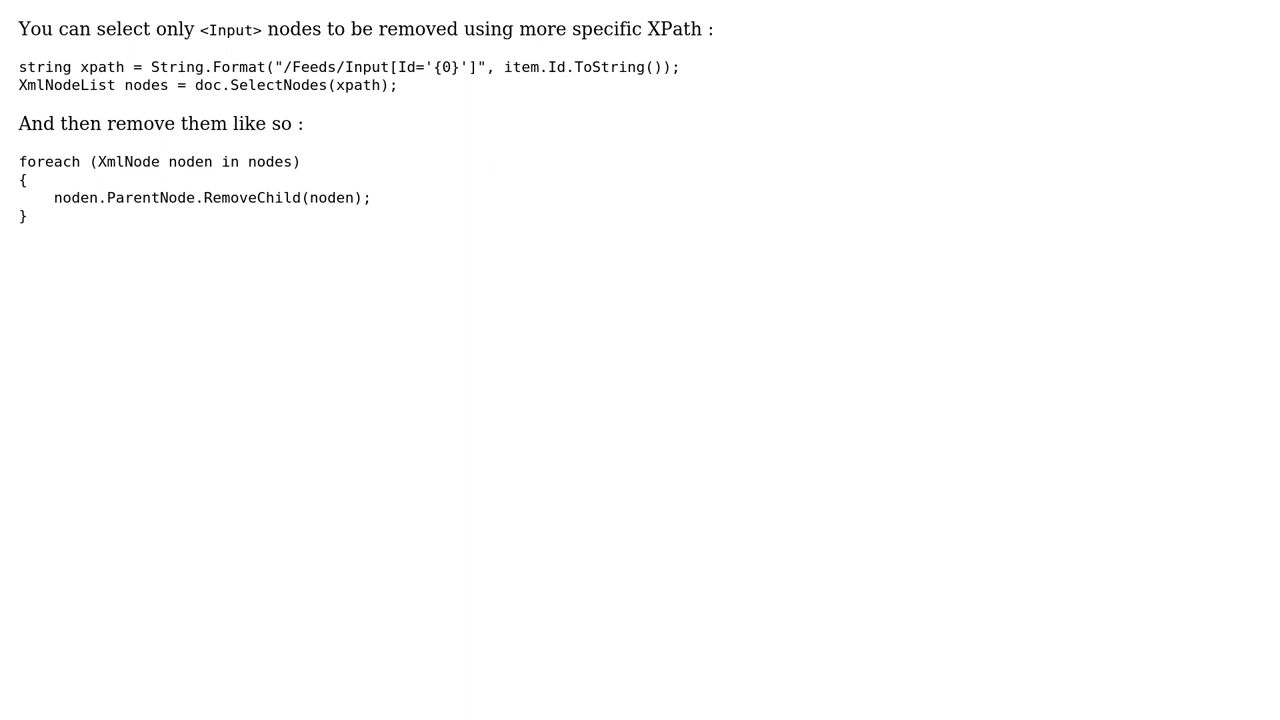 You can select only <Input> nodes to be removed using more specific XPath :
string xpath = String.Format("/Feeds/Input[Id='{0}']", item.Id.ToString());
XmlNodeList nodes = doc.SelectNodes(xpath);
And then remove them like so :
foreach (XmlNode noden in nodes)
{
    noden.ParentNode.RemoveChild(noden);
}